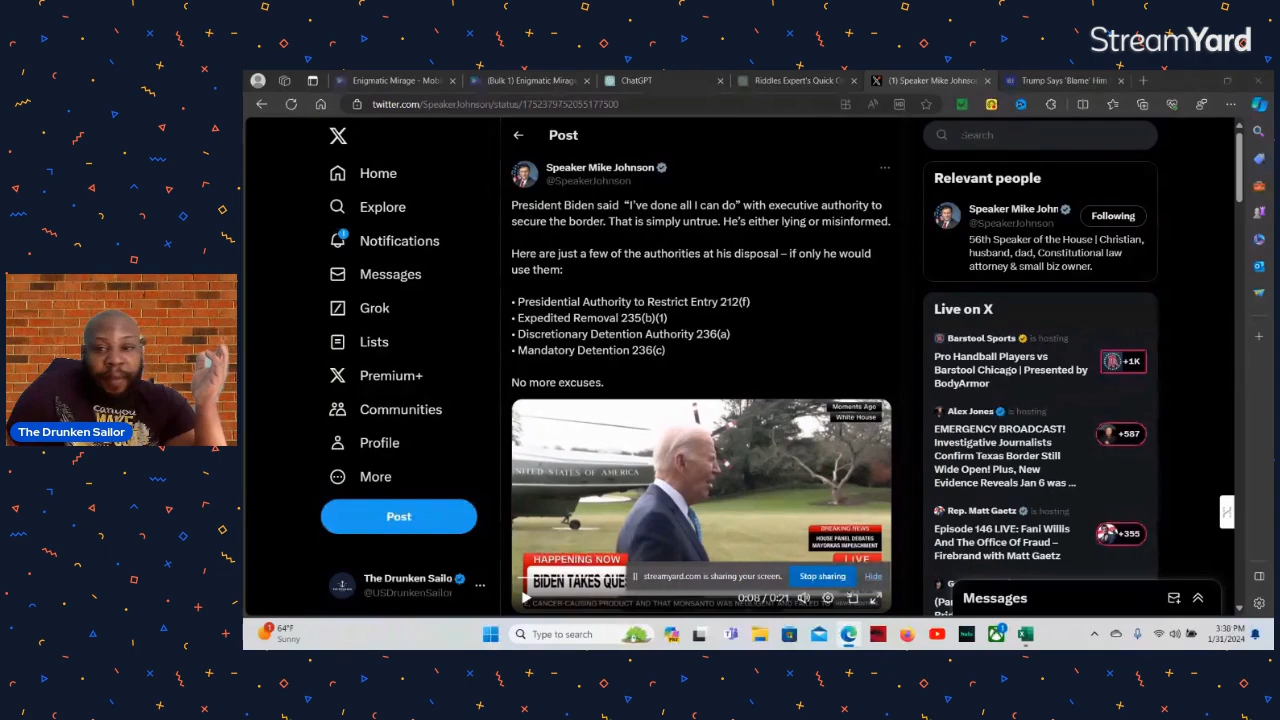 StreamYard
Enigmatic Mirage - Mobi
(Bulk 1) Enigmatic Mirage
ChatGPT
Riddles Expert's Quick C
(1) Speaker Mike Johnso
Trump Says 'Blame' Him
twitter.com/SpeakerJohnson/status/1752379752055177500
X
Home
Explore
1
Notifications
Messages
Grok
Lists
Premium+
Communities
Profile
More
Post
The Drunken Sailo
@USDrunkenSailor
Post
Speaker Mike Johnson
@SpeakerJohnson
President Biden said “I’ve done all I can do” with executive authority to
secure the border. That is simply untrue. He’s either lying or misinformed.
Here are just a few of the authorities at his disposal – if only he would
use them:
• Presidential Authority to Restrict Entry 212(f)
• Expedited Removal 235(b)(1)
• Discretionary Detention Authority 236(a)
• Mandatory Detention 236(c)
No more excuses.
Moments Ago
White House
UNITED STATES OF AMERICA
BREAKING NEWS
HOUSE PANEL DEBATES
MAYORKAS IMPEACHMENT
HAPPENING NOW
LIVE
BIDEN TAKES QUE
streamyard.com is sharing your screen.
Stop sharing
Hide
0:08 / 0:21
CANCER-CAUSING PRODUCT AND THAT MONSANTO WAS NEGLIGENT AND FAILED TO
Search
Relevant people
Speaker Mike John
@SpeakerJohnson
Following
56th Speaker of the House | Christian,
husband, dad, Constitutional law
attorney & small biz owner.
Live on X
Barstool Sports is hosting
Pro Handball Players vs
Barstool Chicago | Presented by
BodyArmor
+1K
Alex Jones is hosting
EMERGENCY BROADCAST!
Investigative Journalists
Confirm Texas Border Still
Wide Open! Plus, New
Evidence Reveals Jan 6 was ...
+587
Rep. Matt Gaetz is hosting
Episode 146 LIVE: Fani Willis
And The Office Of Fraud –
Firebrand with Matt Gaetz
+355
Messages
can you
MAKE
The Drunken Sailor
1
64°F
Sunny
Type to search
3:38 PM
1/31/2024